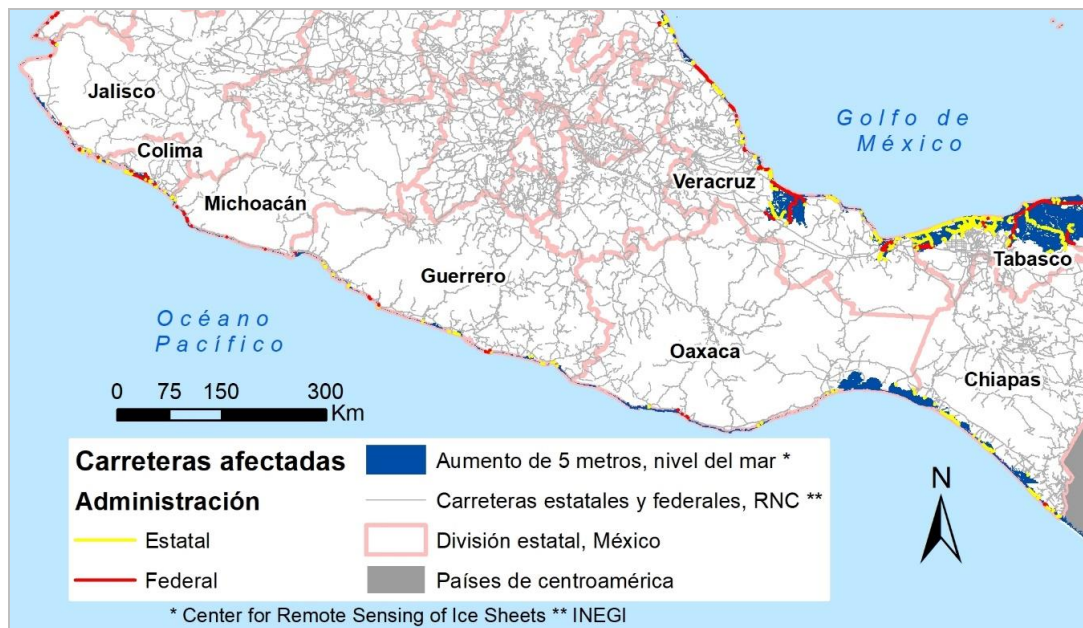 Jalisco
Colima
Michoacán
Guerrero
Veracruz
Golfo de
México
Tabasco
Oaxaca
Chiapas
Océano
Pacífico
0 75 150 300
Km
N
Carreteras afectadas
Administración
Estatal
Federal
Aumento de 5 metros, nivel del mar *
Carreteras estatales y federales, RNC **
División estatal, México
Países de centroamérica
* Center for Remote Sensing of Ice Sheets ** INEGI